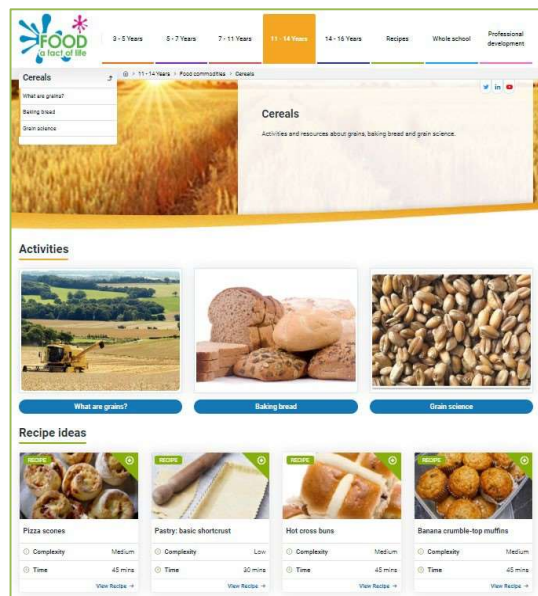 FOOD
a fact of life
3 - 5 Years
5 - 7 Years
7 - 11 Years
11 - 14 Years
14 - 16 Years
Recipes
Whole school
Professional
development
Cereals
What are grains?
Baking bread
Grain science
11 - 14 Years > Food commodities > Cereals
Cereals
Activities and resources about grains, baking bread and grain science.
Activities
What are grains?
Baking bread
Grain science
Recipe ideas
RECIPE
Pizza scones
Complexity Medium
Time 45 mins
View Recipe →
RECIPE
Pastry: basic shortcrust
Complexity Low
Time 30 mins
View Recipe →
RECIPE
Hot cross buns
Complexity Medium
Time 45 mins
View Recipe →
RECIPE
Banana crumble-top muffins
Complexity Medium
Time 45 mins
View Recipe →